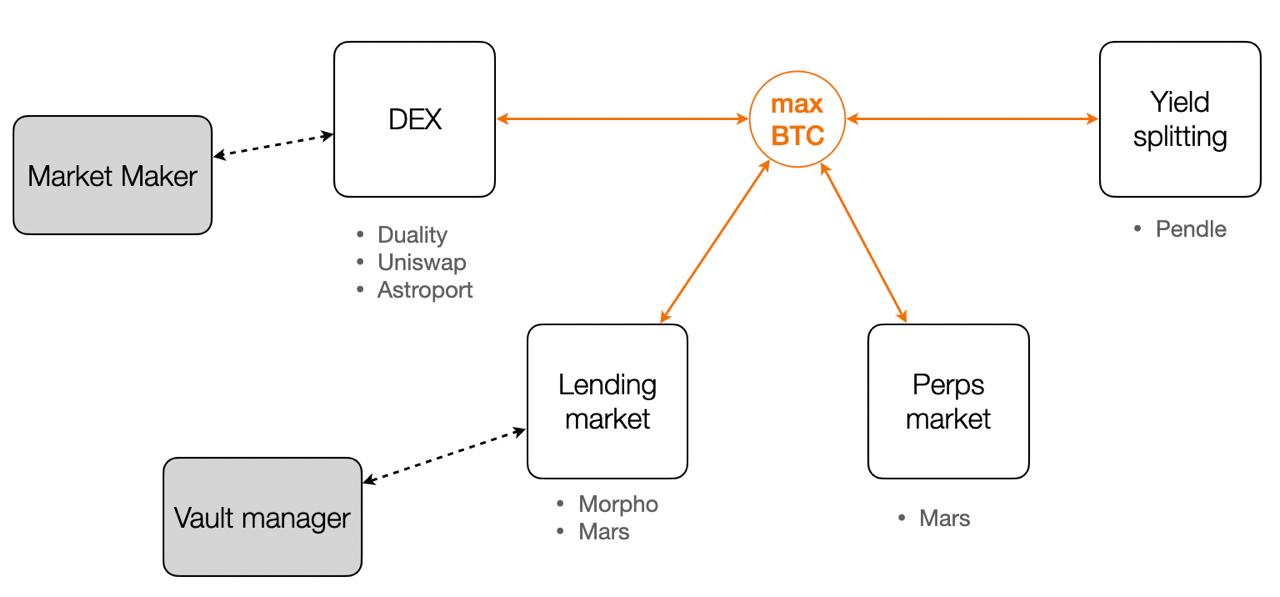 Market Maker
DEX
• Duality
• Uniswap
• Astroport
max
BTC
Yield
splitting
• Pendle
Lending
market
• Morpho
• Mars
Perps
market
• Mars
Vault manager